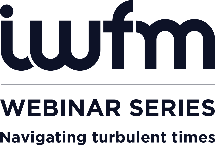 iwfm
WEBINAR SERIES
Navigating turbulent times